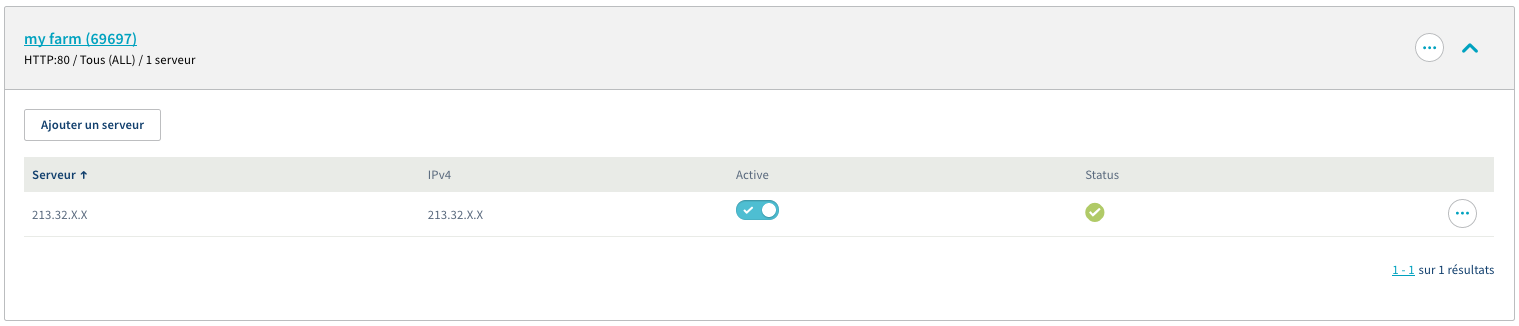 my farm (69697)
HTTP:80 / Tous (ALL) / 1 serveur
Ajouter un serveur
Serveur ↑ IPv4 Active Status
213.32.X.X 213.32.X.X
1 - 1 sur 1 résultats